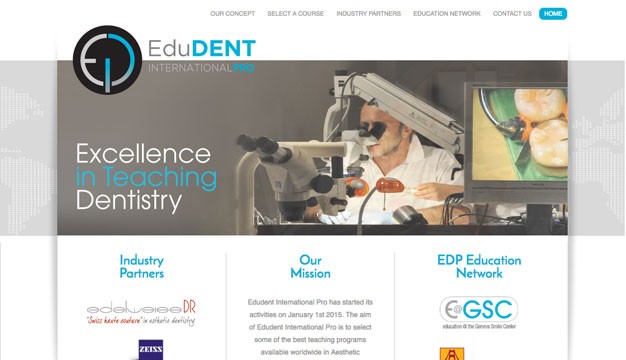 OUR CONCEPT SELECT A COURSE INDUSTRY PARTNERS EDUCATION NETWORK CONTACT US HOME
EduDENT
INTERNATIONALPRO
Excellence
in Teaching
Dentistry
Industry
Partners
edelweiss DR
"Swiss haute couture" in esthetic dentistry
ZEISS
Our
Mission
Edudent International Pro has started its
activities on January 1st 2015. The aim
of Edudent International Pro is to select
some of the best teaching programs
available worldwide in Aesthetic
EDP Education
Network
E@GSC
education @ the Geneva Smile Center